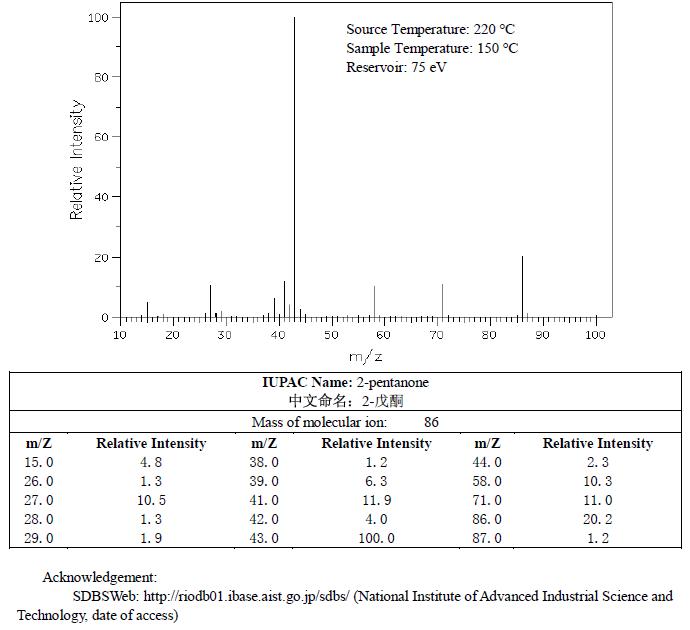 100
Source Temperature: 220 °C
Sample Temperature: 150 °C
Reservoir: 75 eV
80
Relative Intensity
60
40
20
0
10 20 30 40 50 60 70 80 90 100
m/z
IUPAC Name: 2-pentanone
中文命名：2-戊酮
Mass of molecular ion: 86
m/Z Relative Intensity m/Z Relative Intensity m/Z Relative Intensity
15.0 4.8 38.0 1.2 44.0 2.3
26.0 1.3 39.0 6.3 58.0 10.3
27.0 10.5 41.0 11.9 71.0 11.0
28.0 1.3 42.0 4.0 86.0 20.2
29.0 1.9 43.0 100.0 87.0 1.2
Acknowledgement:
SDBSWeb: http://riodb01.ibase.aist.go.jp/sdbs/ (National Institute of Advanced Industrial Science and
Technology, date of access)